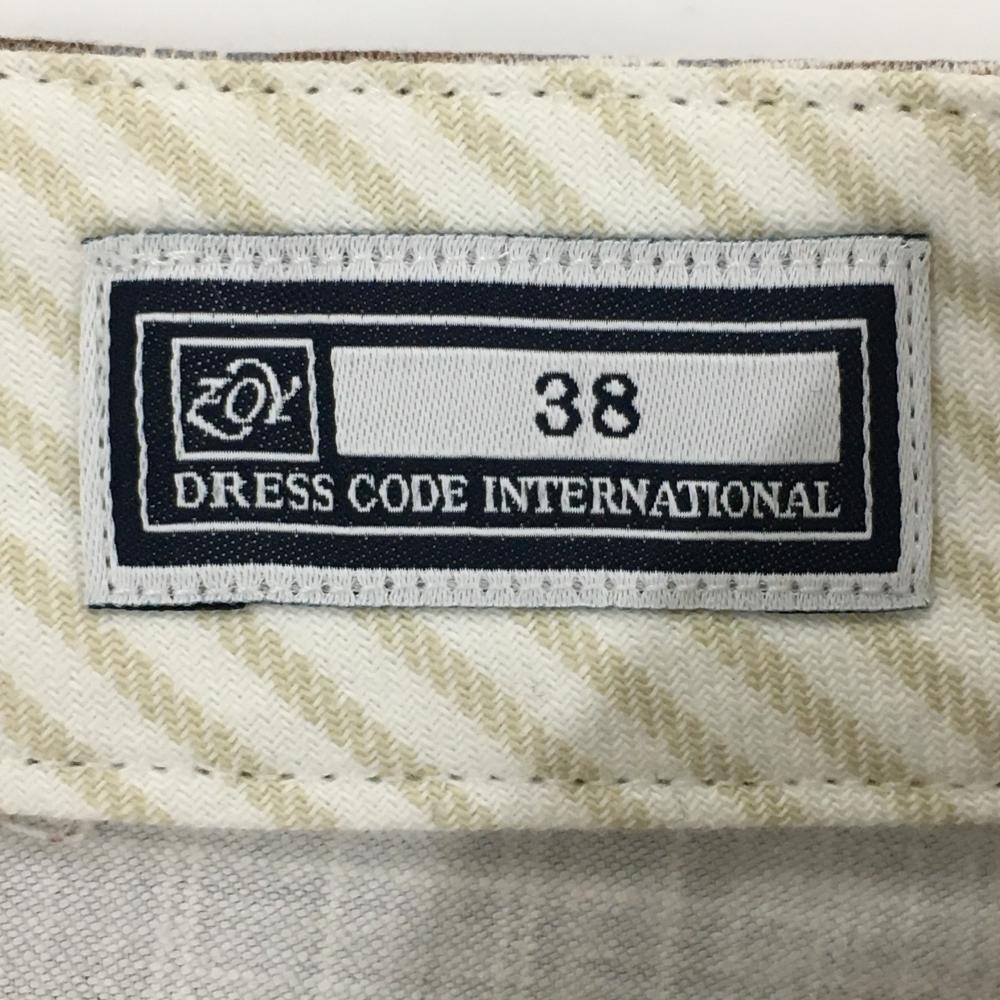 ZOY
38
DRESS CODE INTERNATIONAL